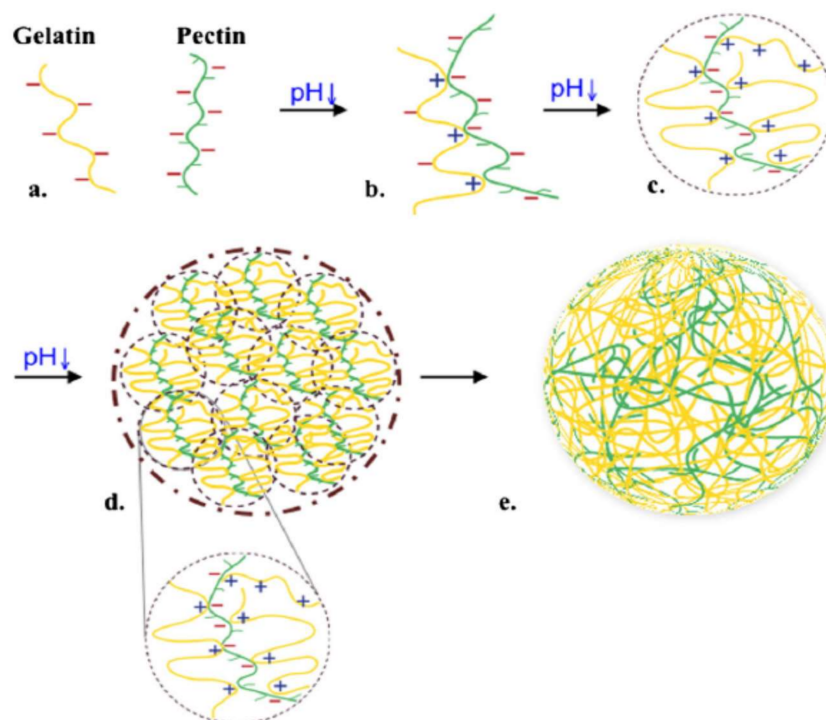 Gelatin
Pectin
pH↓
pH↓
a.
b.
c.
pH↓
d.
e.